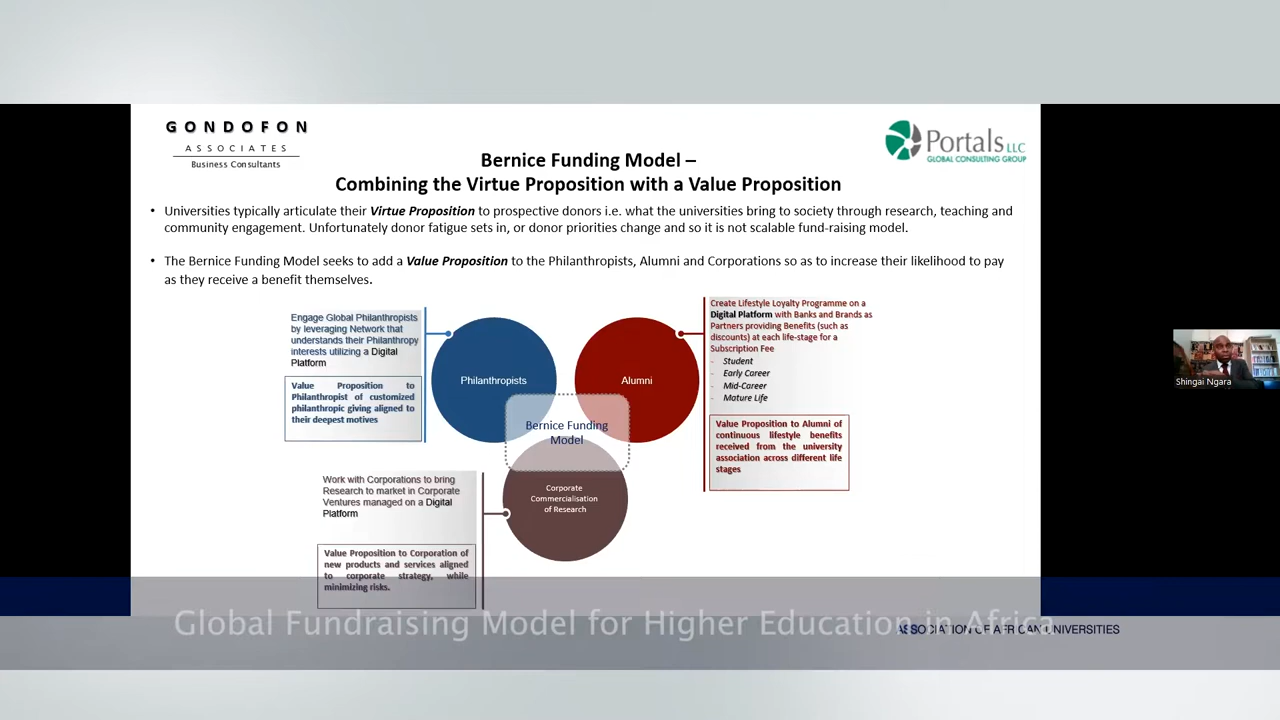 GONDOFON
ASSOCIATES
Business Consultants
Portals LLC
GLOBAL CONSULTING GROUP
Bernice Funding Model –
Combining the Virtue Proposition with a Value Proposition
• Universities typically articulate their Virtue Proposition to prospective donors i.e. what the universities bring to society through research, teaching and
community engagement. Unfortunately donor fatigue sets in, or donor priorities change and so it is not scalable fund-raising model.
• The Bernice Funding Model seeks to add a Value Proposition to the Philanthropists, Alumni and Corporations so as to increase their likelihood to pay
as they receive a benefit themselves.
Engage Global Philanthropists
by leveraging Network that
understands their Philanthropy
interests utilizing a Digital
Platform
Value Proposition to
Philanthropist of customized
philanthropic giving aligned to
their deepest motives
Philanthropists
Alumni
Create Lifestyle Loyalty Programme on a
Digital Platform with Banks and Brands as
Partners providing Benefits (such as
discounts) at each life-stage for a
Subscription Fee
- Student
- Early Career
- Mid-Career
- Mature Life
Value Proposition to Alumni of
continuous lifestyle benefits
received from the university
association across different life
stages
Bernice Funding
Model
Work with Corporations to bring
Research to market in Corporate
Ventures managed on a Digital
Platform
Corporate
Commercialisation
of Research
Value Proposition to Corporation of
new products and services aligned
to corporate strategy, while
minimizing risks.
Shingai Ngara
Global Fundraising Model for Higher Education in Africa
ASSOCIATION OF AFRICAN UNIVERSITIES